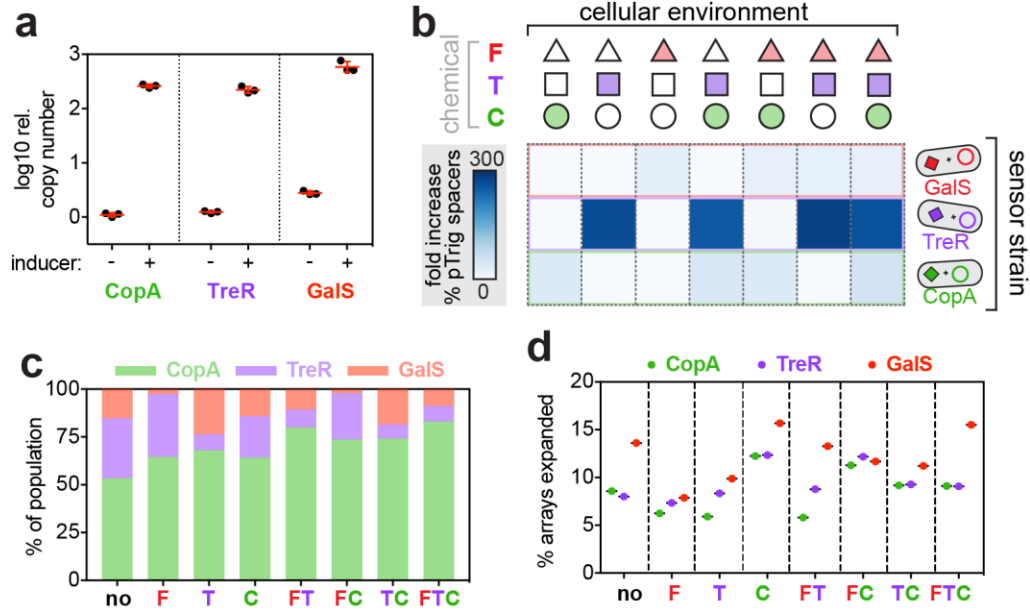 a
log10 rel.
copy number
3
2
1
0
inducer:
- + - + - +
CopA TreR GalS
b
cellular environment
chemical
F
T
C
fold increase
% pTrig spacers
300
0
GalS
TreR
CopA
+
+
+
sensor strain
c
CopA TreR GalS
% of population
100
75
50
25
0
no F T C FT FC TC FTC
d
CopA TreR GalS
% arrays expanded
20
15
10
5
0
no F T C FT FC TC FTC